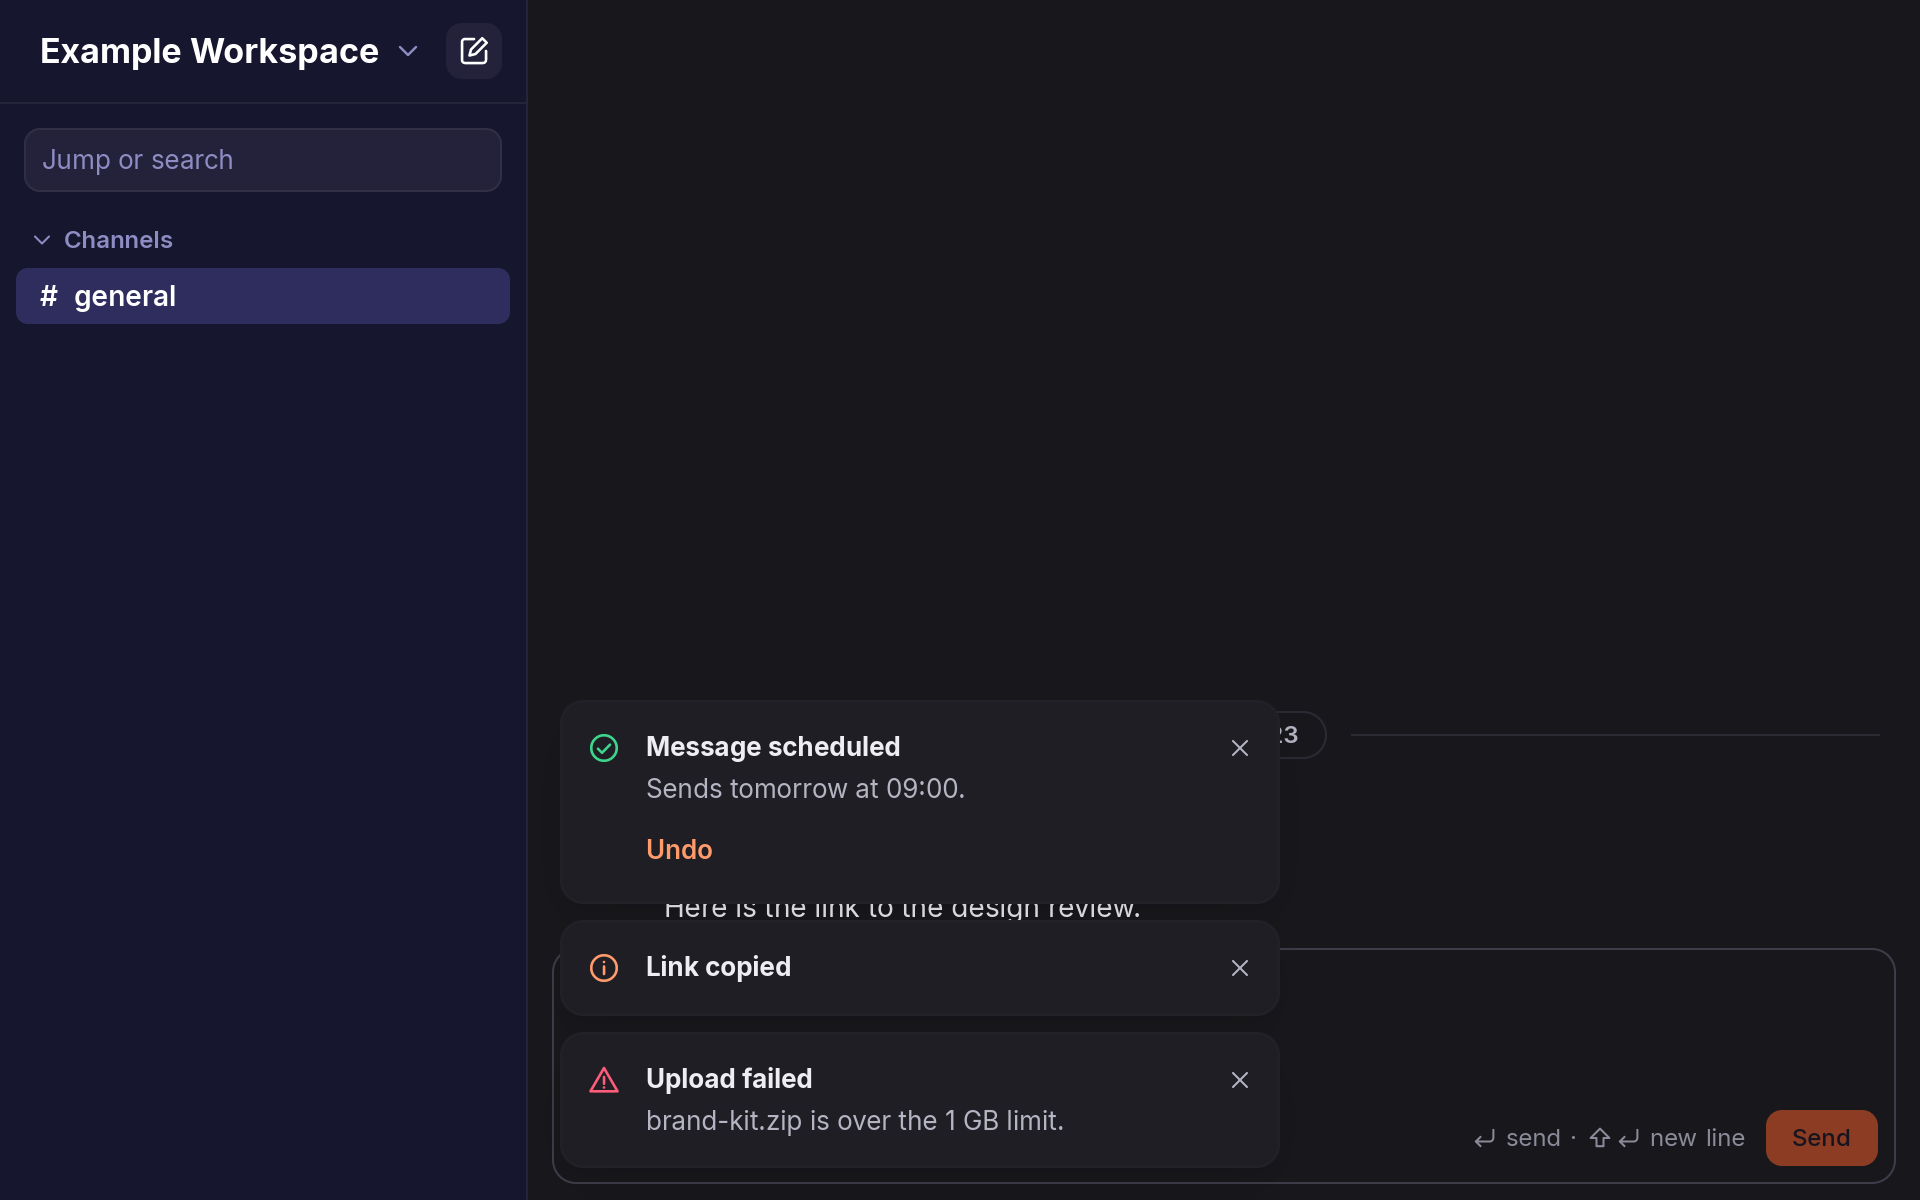 Example Workspace
Jump or search
Channels
# general
23
Message scheduled
Sends tomorrow at 09:00.
Undo
Here is the link to the design review.
Link copied
Upload failed
brand-kit.zip is over the 1 GB limit.
send · new line
Send